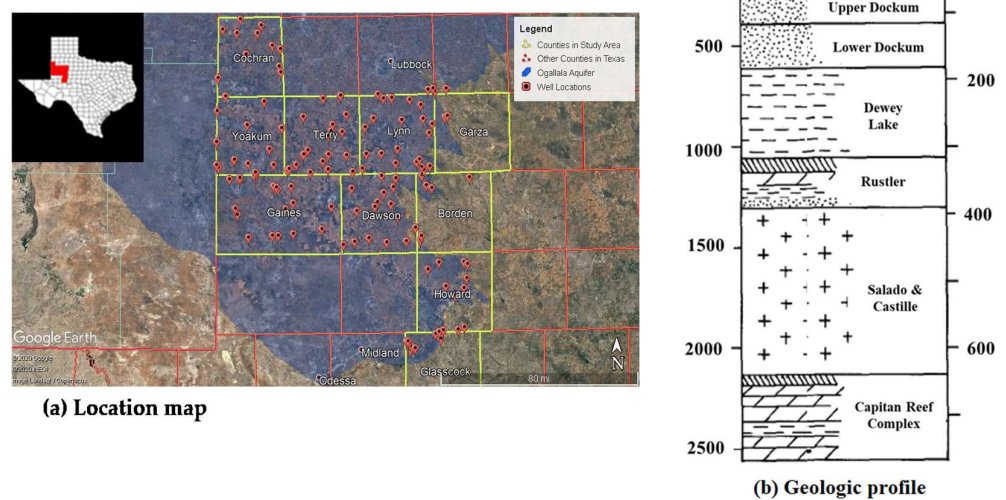 Legend
Counties in Study Area
Other Counties in Texas
Ogallala Aquifer
Well Locations
Cochran
Lubbock
Yoakum
Terry
Lynn
Garza
Gaines
Dawson
Borden
Howard
Midland
Odessa
Glasscock
80 mi
N
Google Earth
(a) Location map
Upper Dockum
500
Lower Dockum
200
Dewey
Lake
1000
Rustler
400
1500
Salado &
Castille
2000
600
Capitan Reef
Complex
2500
(b) Geologic profile